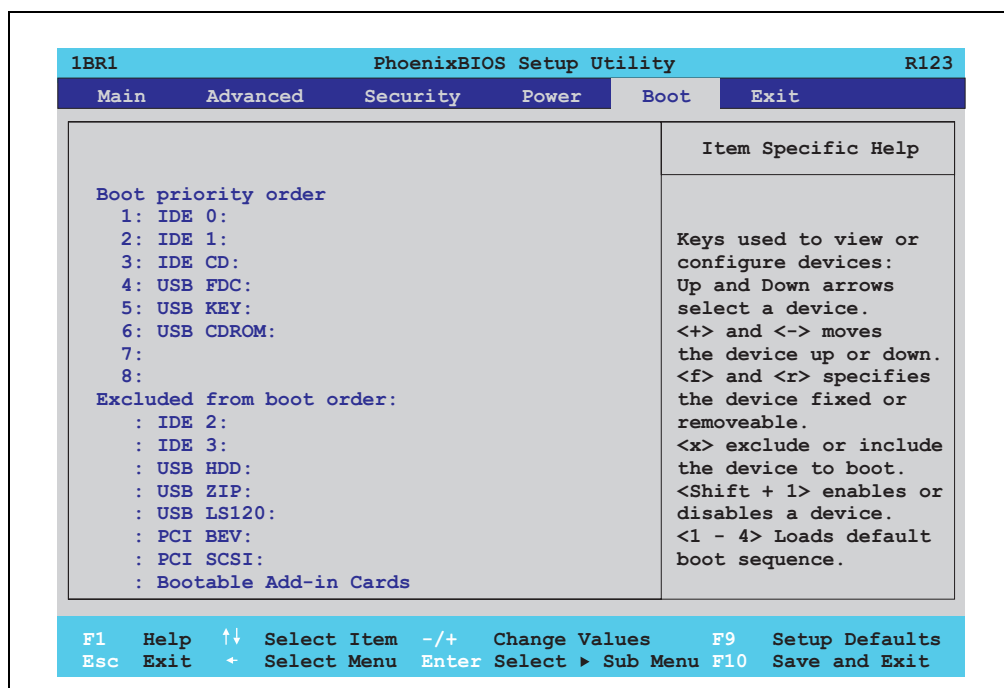 1BR1 PhoenixBIOS Setup Utility R123
Main Advanced Security Power Boot Exit
Item Specific Help
Boot priority order
1: IDE 0:
2: IDE 1:
3: IDE CD:
4: USB FDC:
5: USB KEY:
6: USB CDROM:
7:
8:
Excluded from boot order:
: IDE 2:
: IDE 3:
: USB HDD:
: USB ZIP:
: USB LS120:
: PCI BEV:
: PCI SCSI:
: Bootable Add-in Cards
Keys used to view or
configure devices:
Up and Down arrows
select a device.
<+> and <-> moves
the device up or down.
<f> and <r> specifies
the device fixed or
removeable.
<x> exclude or include
the device to boot.
<Shift + 1> enables or
disables a device.
<1 - 4> Loads default
boot sequence.
F1 Help ↑↓ Select Item -/+ Change Values F9 Setup Defaults
Esc Exit ← Select Menu Enter Select ▶ Sub Menu F10 Save and Exit